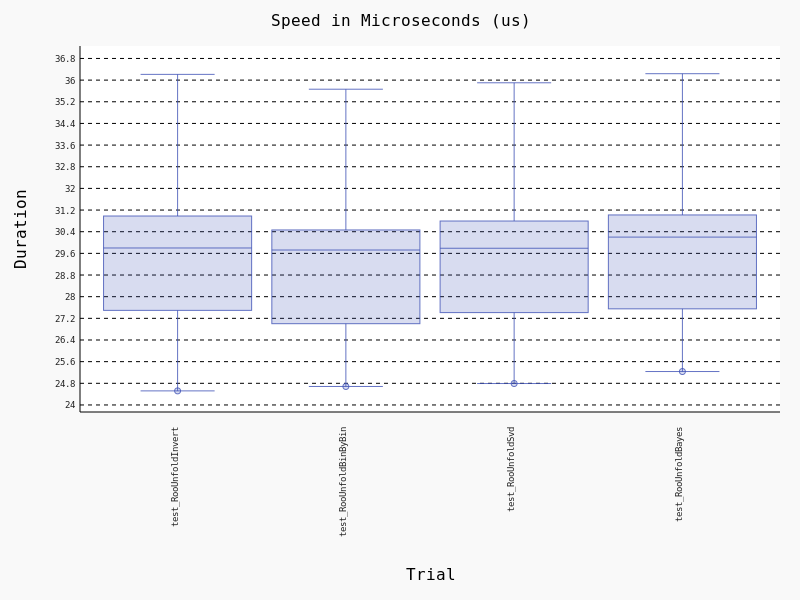 Speed in Microseconds (us)
Duration
36.8
36
35.2
34.4
33.6
32.8
32
31.2
30.4
29.6
28.8
28
27.2
26.4
25.6
24.8
24
test_RooUnfoldInvert
test_RooUnfoldBinByBin
test_RooUnfoldSvd
test_RooUnfoldBayes
Trial